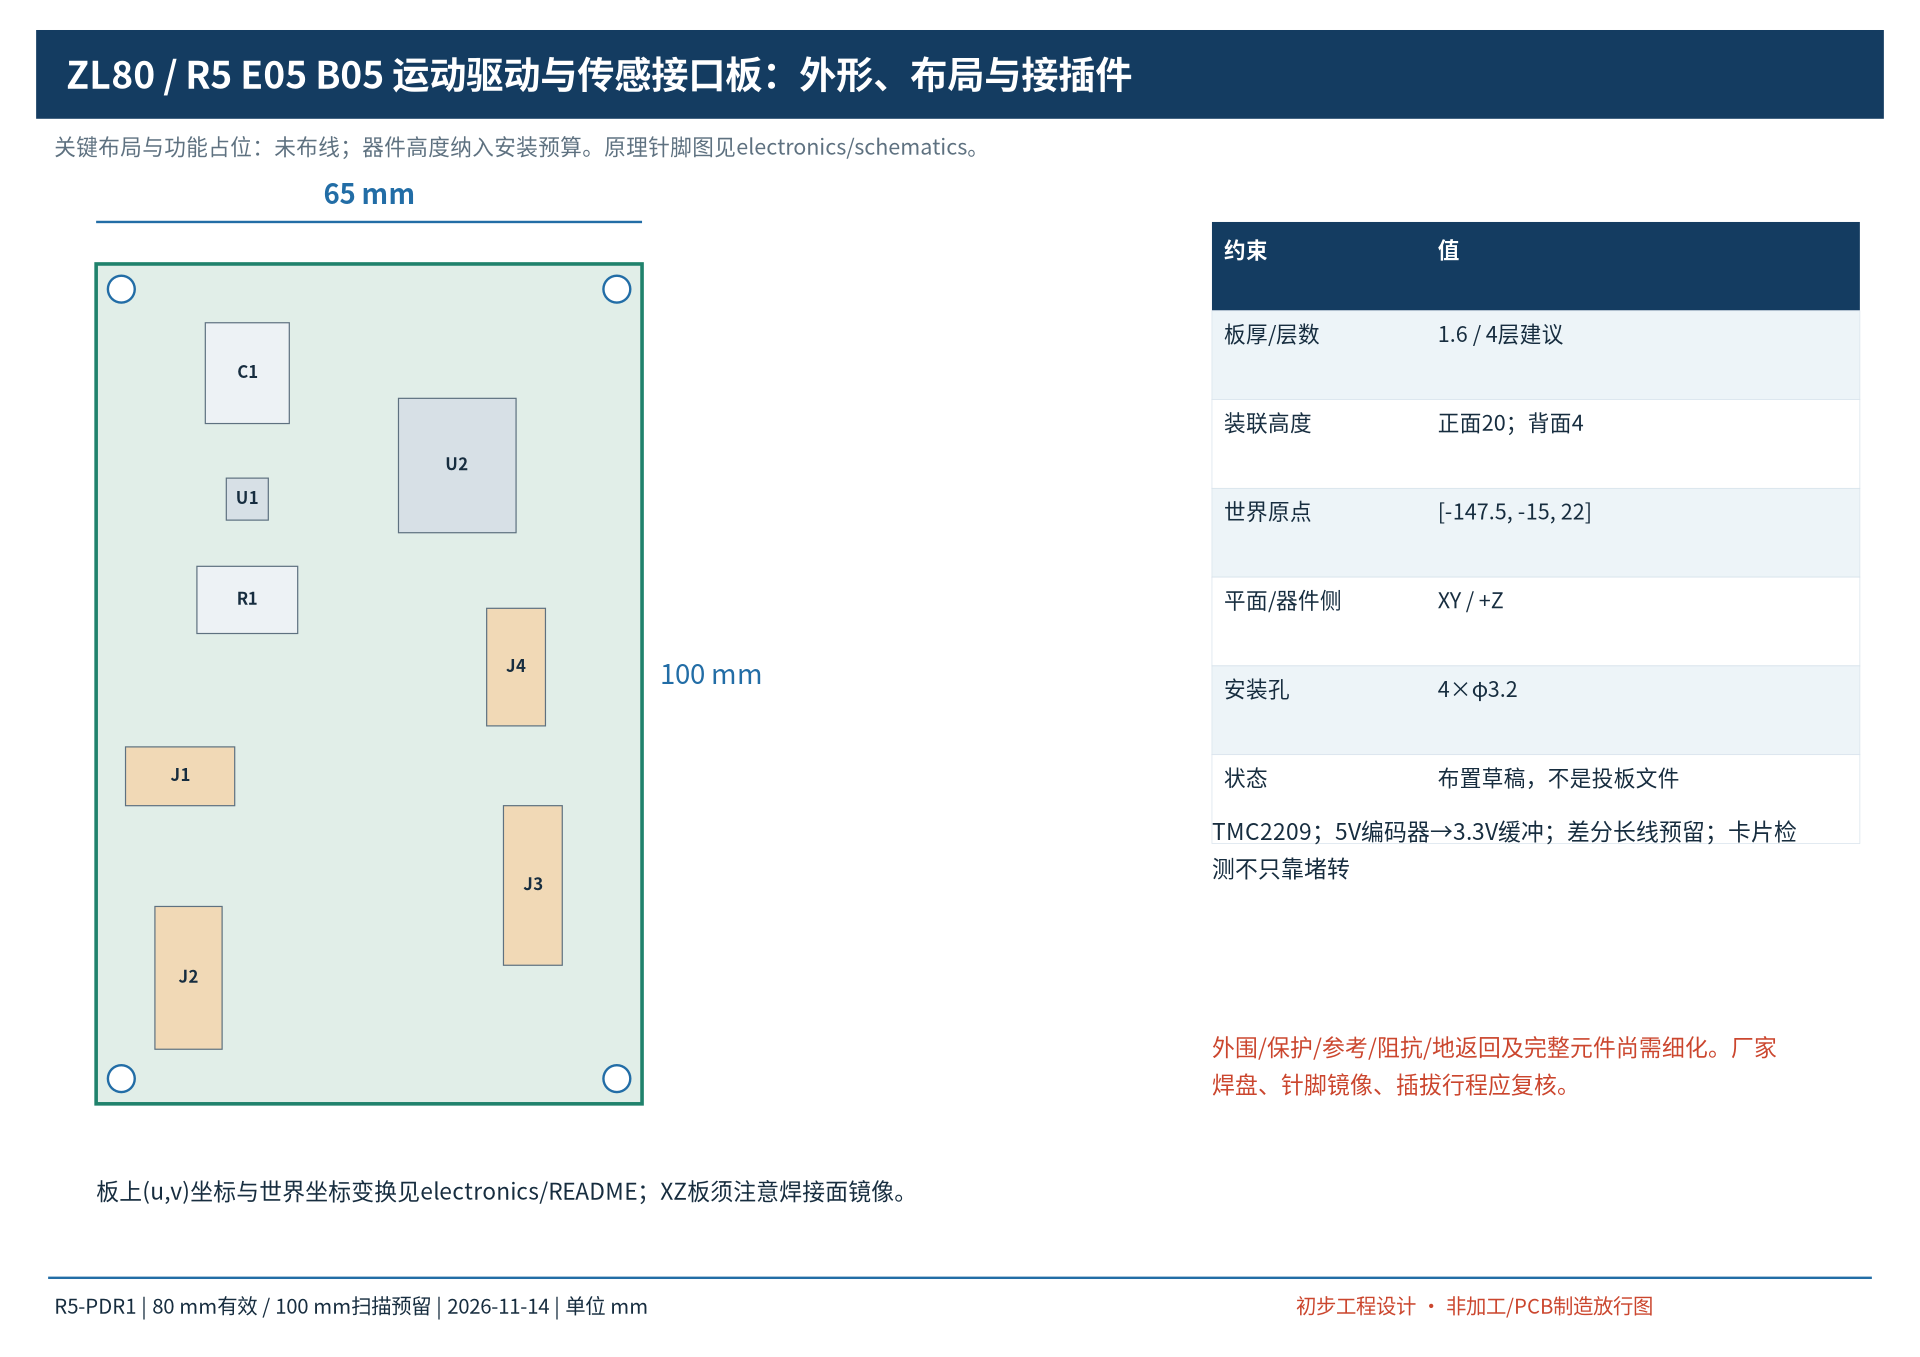 ZL80 / R5 E05 B05 运动驱动与传感接口板：外形、布局与接插件
关键布局与功能占位：未布线；器件高度纳入安装预算。原理针脚图见electronics/schematics。
65 mm
C1
U2
U1
R1
J4
100 mm
J1
J3
J2
约束 值
板厚/层数 1.6 / 4层建议
装联高度 正面20；背面4
世界原点 [-147.5, -15, 22]
平面/器件侧 XY / +Z
安装孔 4×φ3.2
状态 布置草稿，不是投板文件
TMC2209；5V编码器→3.3V缓冲；差分长线预留；卡片检
测不只靠堵转
外围/保护/参考/阻抗/地返回及完整元件尚需细化。厂家
焊盘、针脚镜像、插拔行程应复核。
板上(u,v)坐标与世界坐标变换见electronics/README；XZ板须注意焊接面镜像。
R5-PDR1 | 80 mm有效 / 100 mm扫描预留 | 2026-11-14 | 单位 mm
初步工程设计 · 非加工/PCB制造放行图